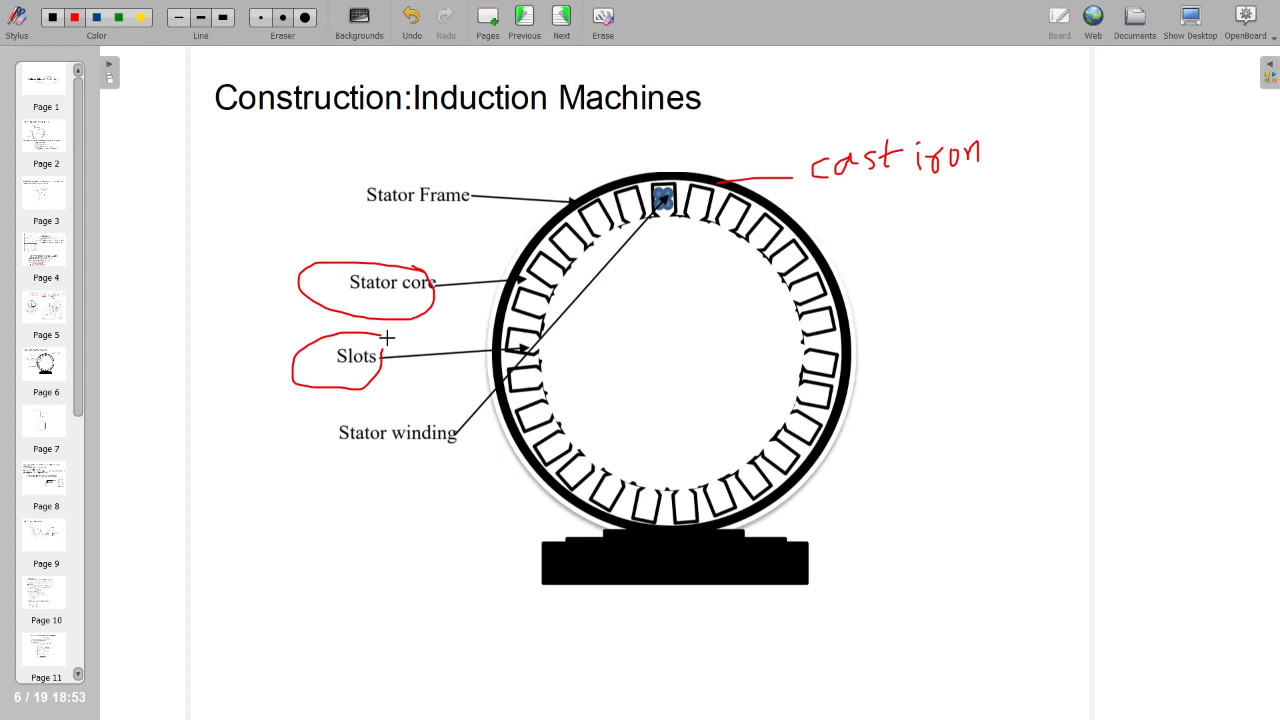 Stylus Color Line Eraser Backgrounds Undo Redo Pages Previous Next Erase Board Web Documents Show Desktop OpenBoard
Page 1
Page 2
Page 3
Page 4
Page 5
Page 6
Page 7
Page 8
Page 9
Page 10
Page 11
6 / 19 18:53
Construction:Induction Machines
cast iron
Stator Frame
Stator core
Slots
Stator winding